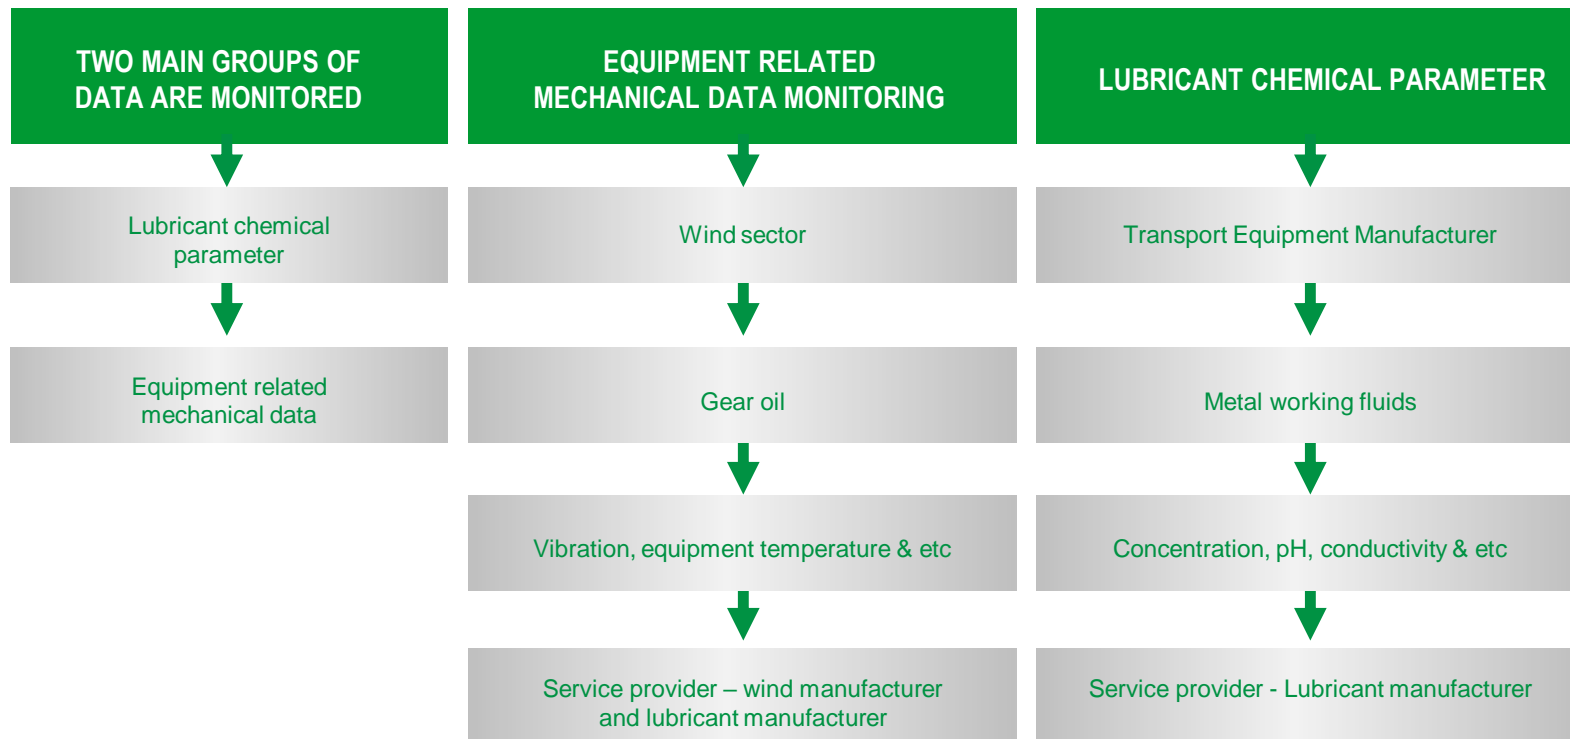 TWO MAIN GROUPS OF
DATA ARE MONITORED
Lubricant chemical
parameter
Equipment related
mechanical data
EQUIPMENT RELATED
MECHANICAL DATA MONITORING
Wind sector
Gear oil
Vibration, equipment temperature & etc
Service provider – wind manufacturer
and lubricant manufacturer
LUBRICANT CHEMICAL PARAMETER
Transport Equipment Manufacturer
Metal working fluids
Concentration, pH, conductivity & etc
Service provider - Lubricant manufacturer